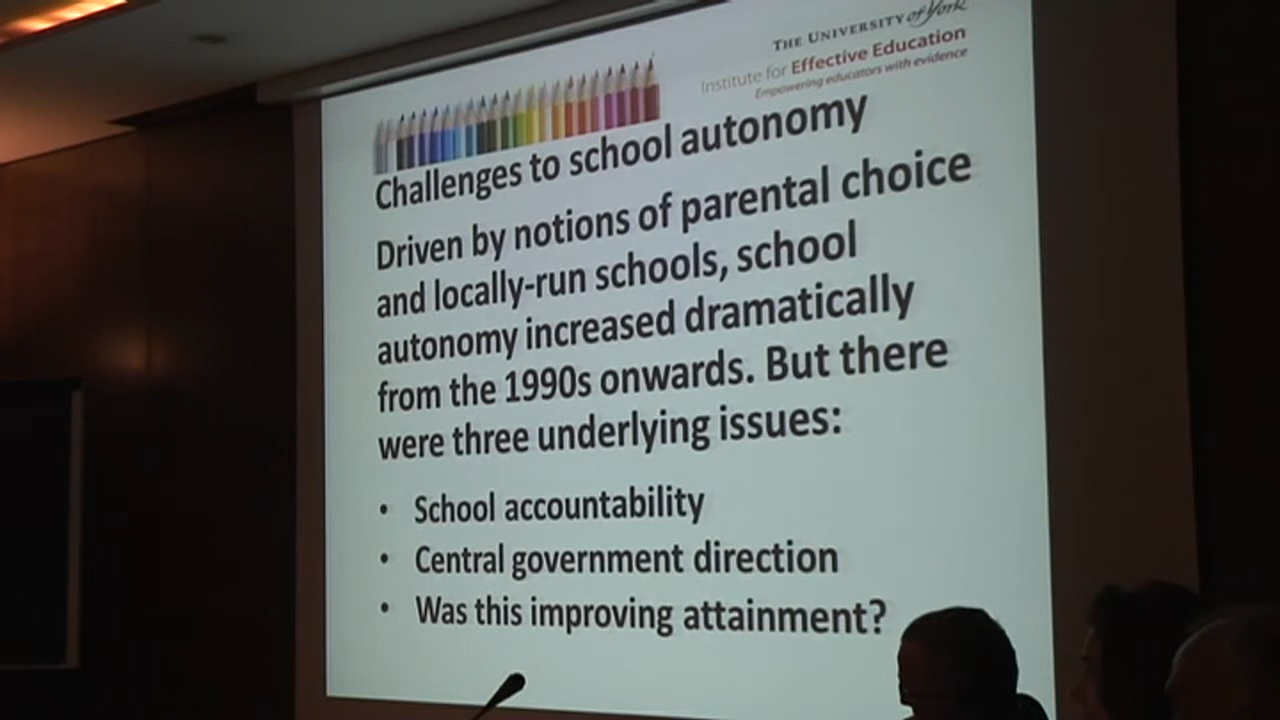 THE UNIVERSITY of York
Institute for Effective Education
Empowering educators with evidence
Challenges to school autonomy
Driven by notions of parental choice
and locally-run schools, school
autonomy increased dramatically
from the 1990s onwards. But there
were three underlying issues:
• School accountability
• Central government direction
• Was this improving attainment?